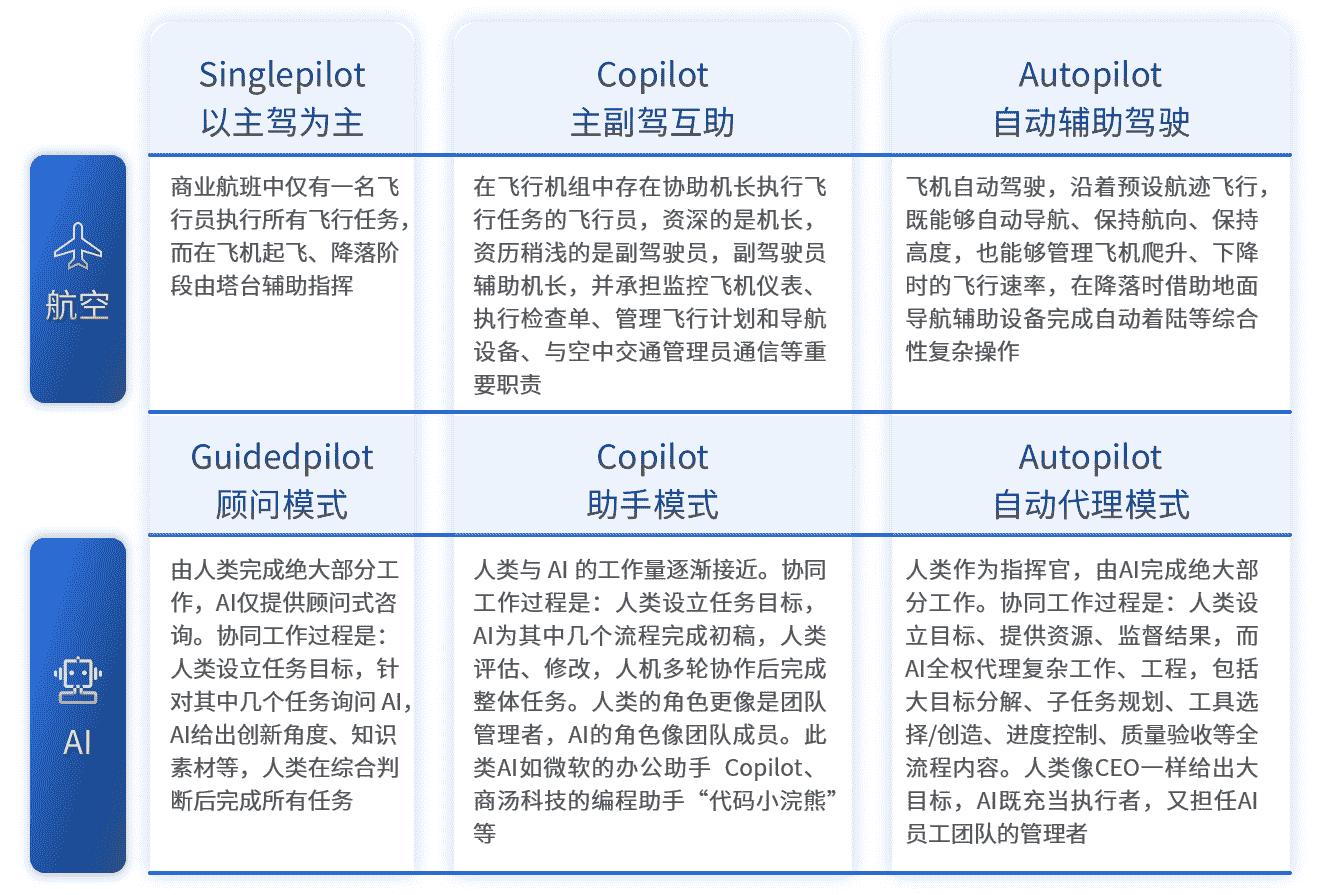 Singlepilot
以主驾为主
Copilot
主副驾互助
Autopilot
自动辅助驾驶
航空
商业航班中仅有一名飞
行员执行所有飞行任务，
而在飞机起飞、降落阶
段由塔台辅助指挥
在飞行机组中存在协助机长执行飞
行任务的飞行员，资深的是机长，
资历稍浅的是副驾驶员，副驾驶员
辅助机长，并承担监控飞机仪表、
执行检查单、管理飞行计划和导航
设备、与空中交通管理员通信等重
要职责
飞机自动驾驶，沿着预设航迹飞行，
既能够自动导航、保持航向、保持
高度，也能够管理飞机爬升、下降
时的飞行速率，在降落时借助地面
导航辅助设备完成自动着陆等综合
性复杂操作
Guidedpilot
顾问模式
Copilot
助手模式
Autopilot
自动代理模式
AI
由人类完成绝大部分工
作，AI仅提供顾问式咨
询。协同工作过程是：
人类设立任务目标，针
对其中几个任务询问 AI，
AI给出创新角度、知识
素材等，人类在综合判
断后完成所有任务
人类与 AI 的工作量逐渐接近。协同
工作过程是：人类设立任务目标，
AI为其中几个流程完成初稿，人类
评估、修改，人机多轮协作后完成
整体任务。人类的角色更像是团队
管理者，AI的角色像团队成员。此
类AI如微软的办公助手 Copilot、
商汤科技的编程助手“代码小浣熊”
等
人类作为指挥官，由AI完成绝大部
分工作。协同工作过程是：人类设
立目标、提供资源、监督结果，而
AI全权代理复杂工作、工程，包括
大目标分解、子任务规划、工具选
择/创造、进度控制、质量验收等全
流程内容。人类像CEO一样给出大
目标，AI既充当执行者，又担任AI
员工团队的管理者